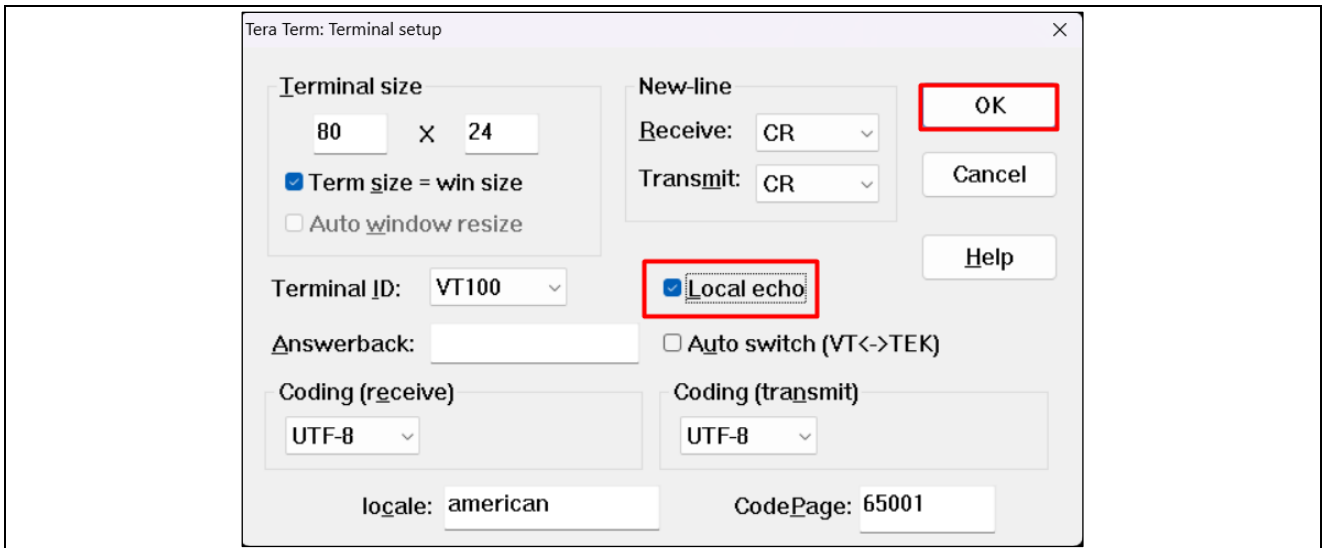 Tera Term: Terminal setup
Terminal size
80 X 24
Term size = win size
Auto window resize
New-line
Receive: CR
Transmit: CR
OK
Cancel
Help
Terminal ID: VT100
Local echo
Answerback:
Auto switch (VT<->TEK)
Coding (receive)
UTF-8
Coding (transmit)
UTF-8
locale: american
CodePage: 65001